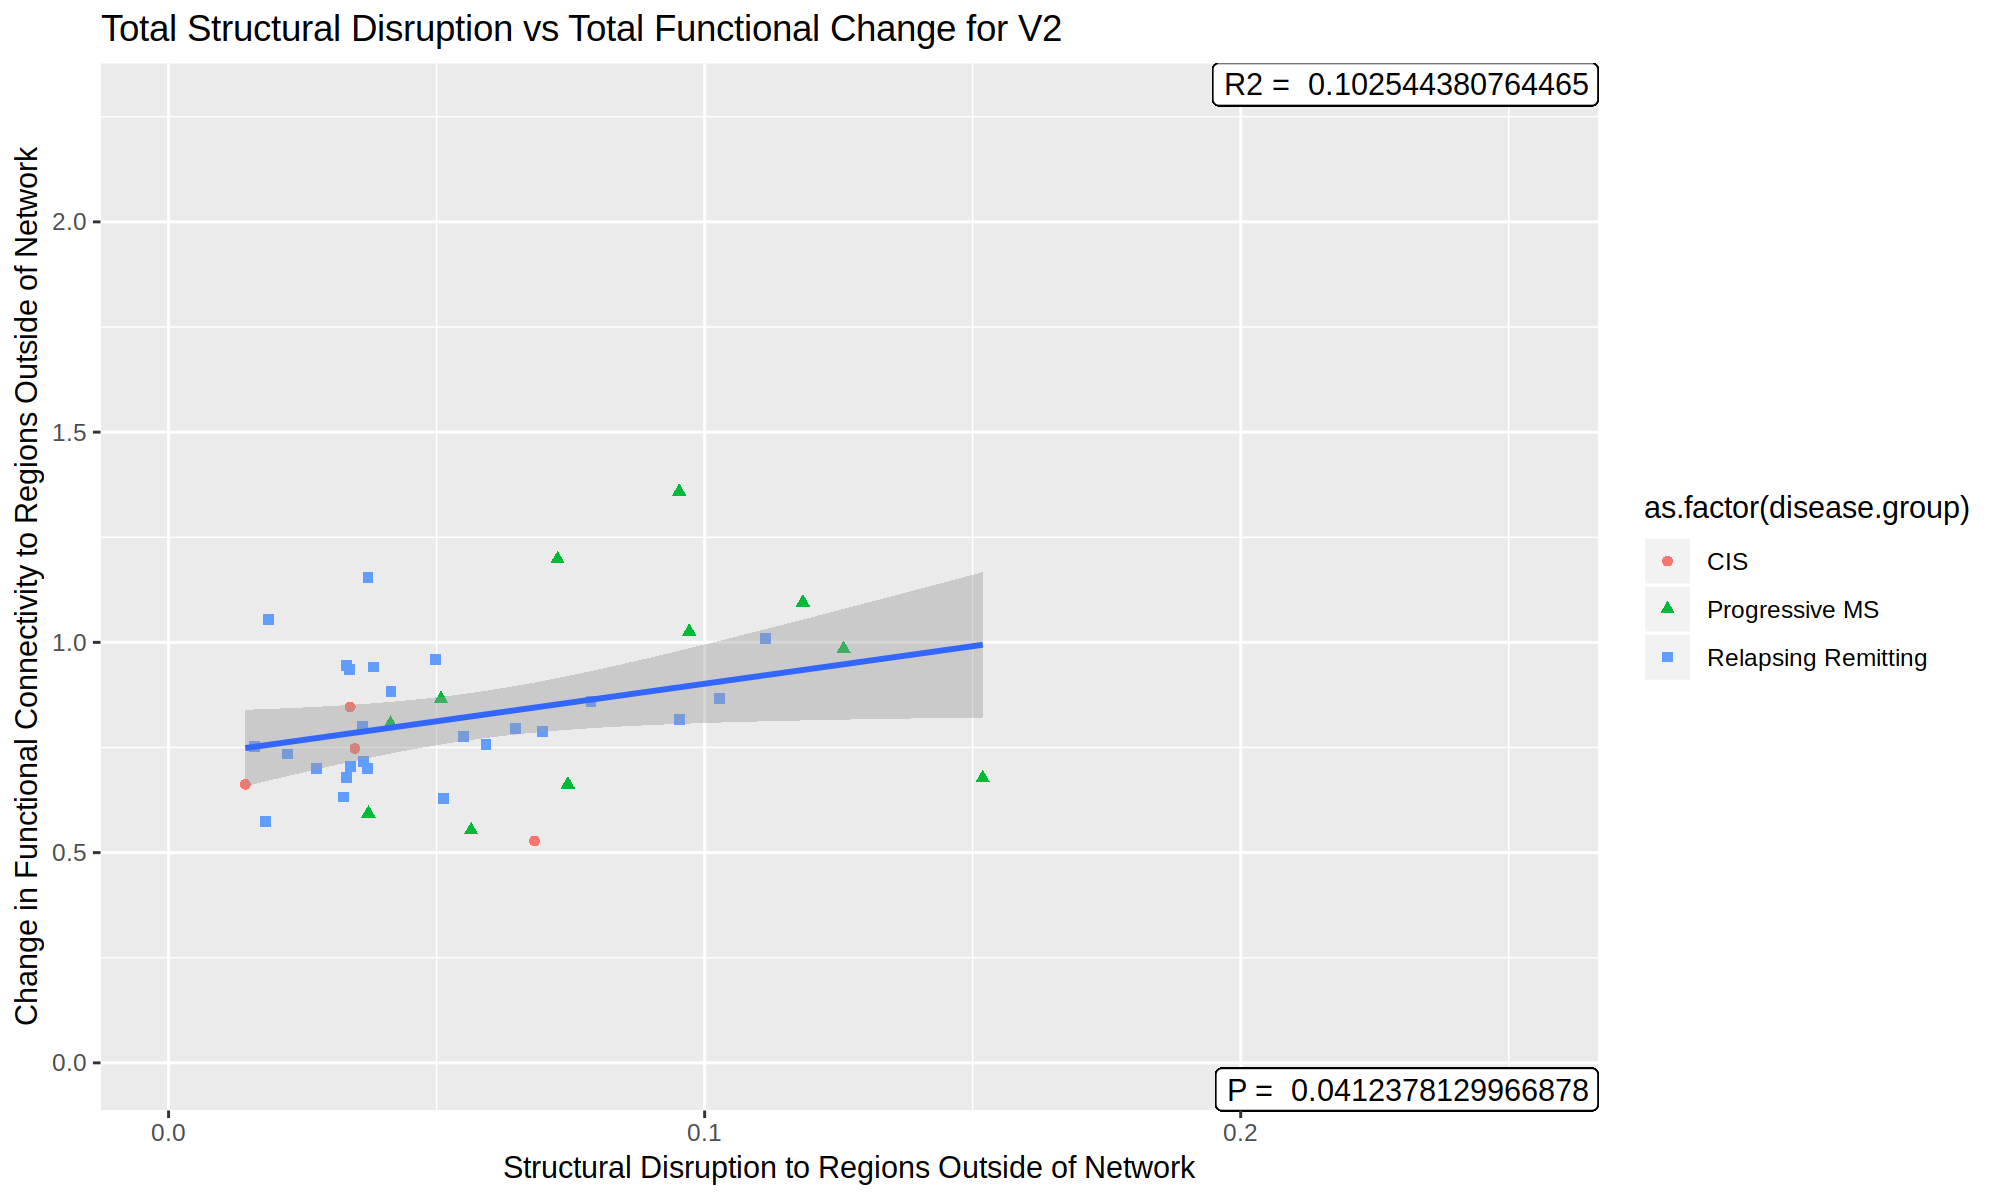 Total Structural Disruption vs Total Functional Change for V2
R2 =  0.102544380764465
Change in Functional Connectivity to Regions Outside of Network
2.0
1.5
1.0
0.5
0.0
as.factor(disease.group)
CIS
Progressive MS
Relapsing Remitting
P =  0.0412378129966878
0.0
0.1
0.2
Structural Disruption to Regions Outside of Network